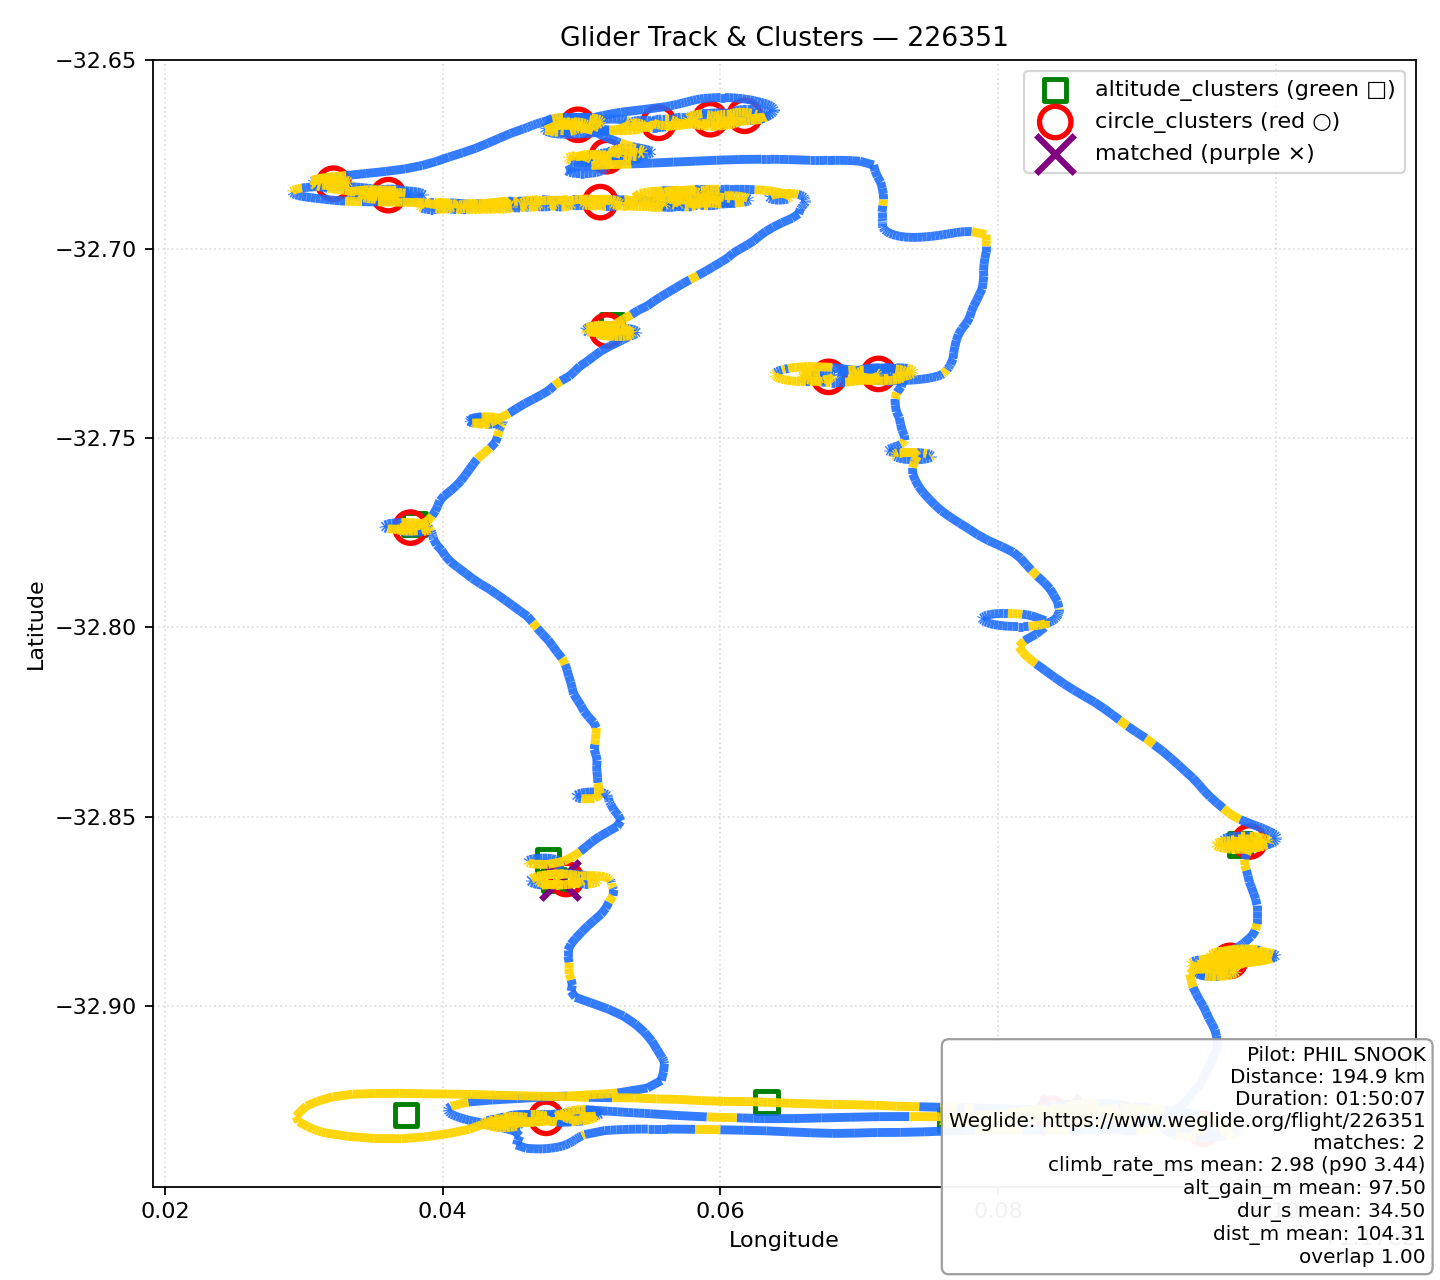 Glider Track & Clusters — 226351
altitude_clusters (green □)
circle_clusters (red ○)
matched (purple ×)
−32.65
−32.70
−32.75
−32.80
−32.85
−32.90
Latitude
0.02
0.04
0.06
0.08
Longitude
Pilot: PHIL SNOOK
Distance: 194.9 km
Duration: 01:50:07
Weglide: https://www.weglide.org/flight/226351
matches: 2
climb_rate_ms mean: 2.98 (p90 3.44)
alt_gain_m mean: 97.50
dur_s mean: 34.50
dist_m mean: 104.31
overlap 1.00